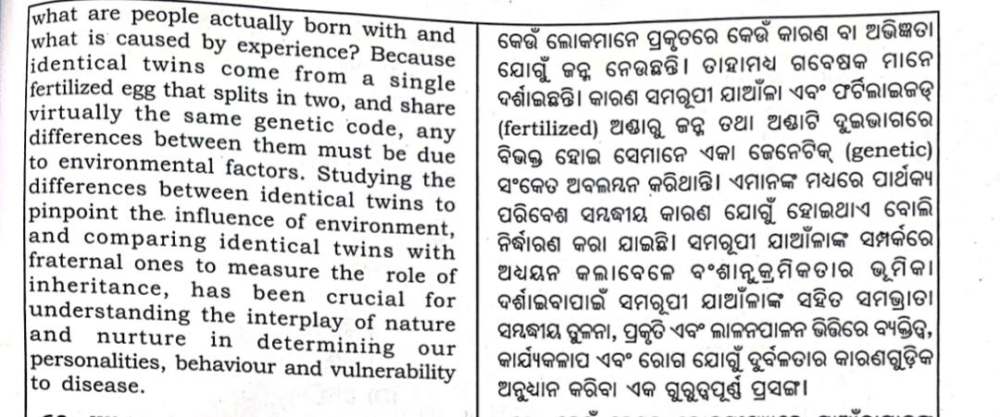 what are people actually born with and
what is caused by experience? Because
identical twins come from a single
fertilized egg that splits in two, and share
virtually the same genetic code, any
differences between them must be due
to environmental factors. Studying the
differences between identical twins to
pinpoint the influence of environment,
and comparing identical twins with
fraternal ones to measure the role of
inheritance, has been crucial for
understanding the interplay of nature
and nurture in determining our
personalities, behaviour and vulnerability
to disease.
କେଉଁ ଲୋକମାନେ ପ୍ରକୃତରେ କେଉଁ କାରଣ ବା ଅଭିଜ୍ଞତା
ଯୋଗୁଁ ଜନ୍ମ ନେଉଛନ୍ତି। ତାହାମଧ୍ୟ ଗବେଷକ ମାନେ
ଦର୍ଶାଇଛନ୍ତି। କାରଣ ସମରୂପୀ ଯାଆଁଳା ଏବଂ ଫର୍ଟିଲାଇଜଡ୍
(fertilized) ଅଣ୍ଡାରୁ ଜନ୍ମ ତଥା ଅଣ୍ଡାଟି ଦୁଇଭାଗରେ
ବିଭକ୍ତ ହୋଇ ସେମାନେ ଏକା ଜେନେଟିକ୍ (genetic)
ସଂକେତ ଅବଲମ୍ବନ କରିଥାନ୍ତି। ଏମାନଙ୍କ ମଧ୍ୟରେ ପାର୍ଥକ୍ୟ
ପରିବେଶ ସମ୍ବନ୍ଧୀୟ କାରଣ ଯୋଗୁଁ ହୋଇଥାଏ ବୋଲି
ନିର୍ଦ୍ଧାରଣ କରା ଯାଇଛି। ସମରୂପୀ ଯାଆଁଳାଙ୍କ ସମ୍ପର୍କରେ
ଅଧ୍ୟୟନ କଲାବେଳେ ବଂଶାନୁକ୍ରମିକତାର ଭୂମିକା
ଦର୍ଶାଇବାପାଇଁ ସମରୂପୀ ଯାଆଁଳାଙ୍କ ସହିତ ସମଭ୍ରାତା
ସମ୍ବନ୍ଧୀୟ ତୁଳନା, ପ୍ରକୃତି ଏବଂ ଲାଳନପାଳନ ଭିତ୍ତିରେ ବ୍ୟକ୍ତିତ୍ୱ,
କାର୍ଯ୍ୟକଳାପ ଏବଂ ରୋଗ ଯୋଗୁଁ ଦୁର୍ବଳତାର କାରଣଗୁଡ଼ିକ
ଅନୁଧ୍ୟାନ କରିବା ଏକ ଗୁରୁତ୍ୱପୂର୍ଣ୍ଣ ପ୍ରସଙ୍ଗ।